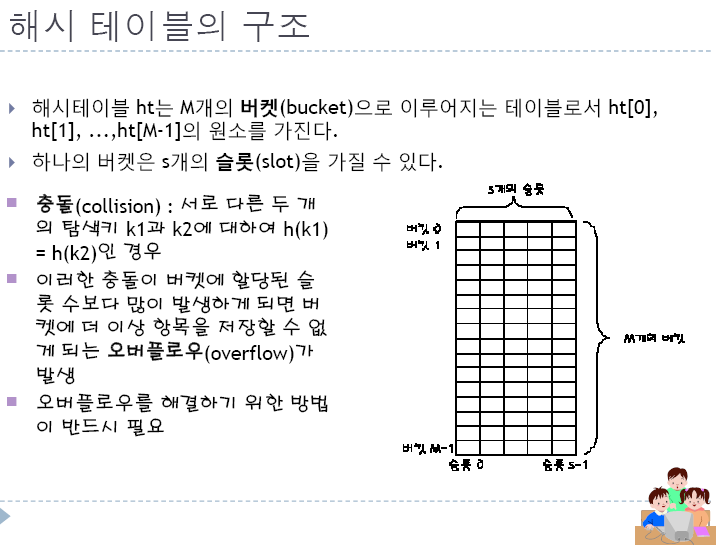 해시 테이블의 구조
해시테이블 ht는 M개의 버켓(bucket)으로 이루어지는 테이블로서 ht[0],
ht[1], ...,ht[M-1]의 원소를 가진다.
하나의 버켓은 s개의 슬롯(slot)을 가질 수 있다.
충돌(collision) : 서로 다른 두 개
의 탐색키 k1과 k2에 대하여 h(k1)
= h(k2)인 경우
이러한 충돌이 버켓에 할당된 슬
롯 수보다 많이 발생하게 되면 버
켓에 더 이상 항목을 저장할 수 없
게 되는 오버플로우(overflow)가
발생
오버플로우를 해결하기 위한 방법
이 반드시 필요
s개의 슬롯
버킷 0
버킷 1
M개의 버킷
버킷 M-1
슬롯 0
슬롯 s-1